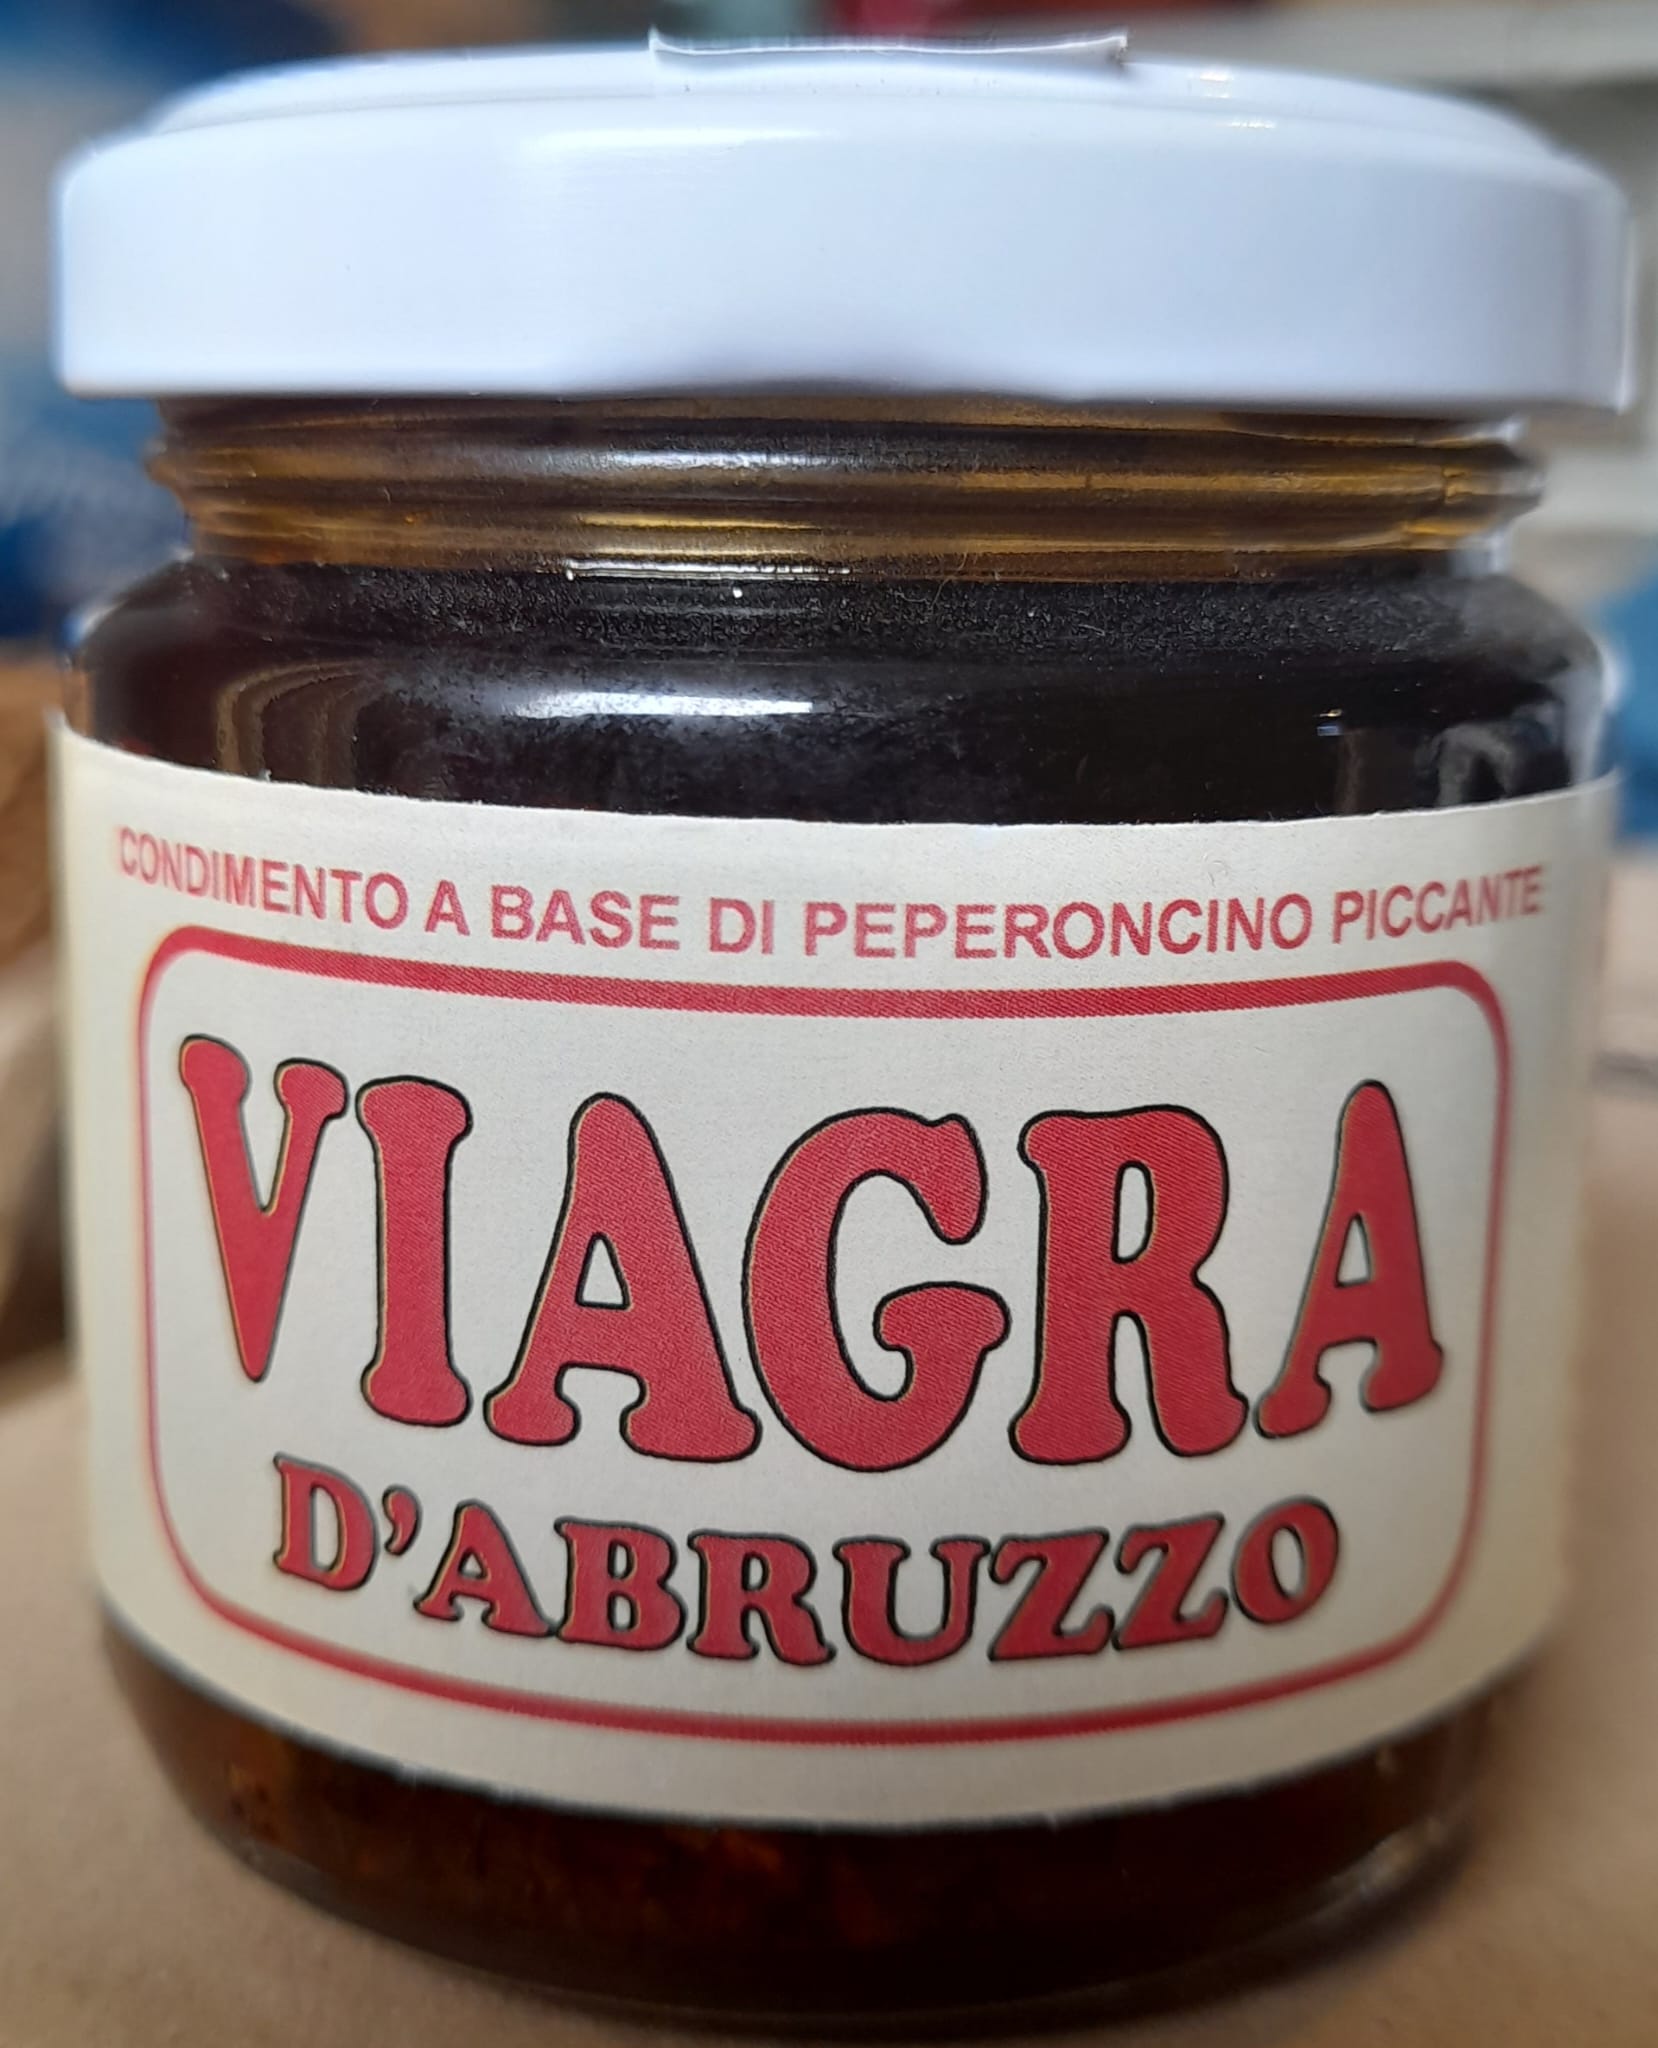 CONDIMENTO A BASE DI PEPERONCINO PICCANTE
VIAGRA
D'ABRUZZO